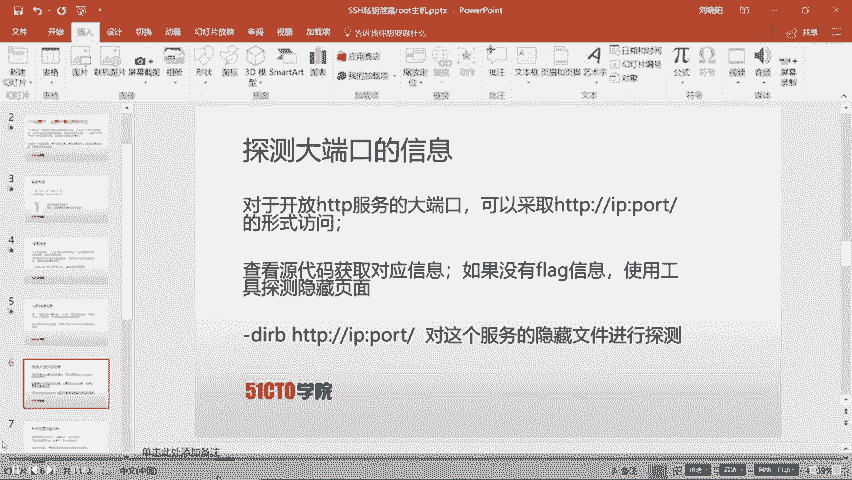 SSH私钥泄露root主机.pptx - PowerPoint
文件 开始 插入 设计 切换 动画 幻灯片放映 审阅 视图 加载项 告诉我你想要做什么 共享
新建 表格 图片 联机图片 屏幕截图 相册 形状 图标 3D 模 SmartArt 图表 应用商店 我的加载项 缩放定 链接 动作 批注 文本框 页眉和页脚 艺术字 日期和时间 幻灯片编号 对象 公式 符号 视频 音频 屏幕
幻灯片 型 位 录制
幻灯片 表格 图像 插图 加载项 链接 批注 文本 符号 媒体
2
3
4
5
6
7
探测大端口的信息
对于开放http服务的大端口，可以采取http://ip:port/
的形式访问；
查看源代码获取对应信息；如果没有flag信息，使用工
具探测隐藏页面
-dirb http://ip:port/ 对这个服务的隐藏文件进行探测
51CTO学院
单击此处添加备注
中文(中国) 备注